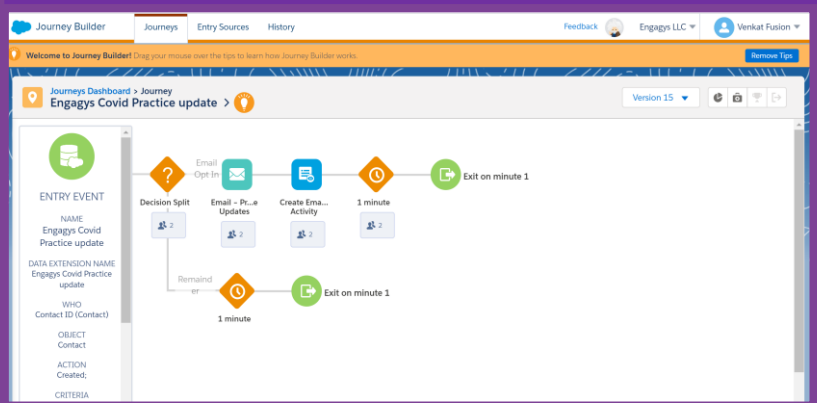 Journey Builder Journeys Entry Sources History Feedback Engagys LLC Venkat Fusion
Welcome to Journey Builder! Drag your mouse over the tips to learn how Journey Builder works. Remove Tips
Journeys Dashboard > Journey
Engagys Covid Practice update > Version 15
ENTRY EVENT
NAME
Engagys Covid
Practice update
DATA EXTENSION NAME
Engagys Covid Practice
update
WHO
Contact ID (Contact)
OBJECT
Contact
ACTION
Created;
CRITERIA
?
Email
Opt In
Exit on minute 1
Decision Split
Email - Pr...e
Updates
Create Ema...
Activity
1 minute
2
2
2
2
Remaind
er
Exit on minute 1
1 minute